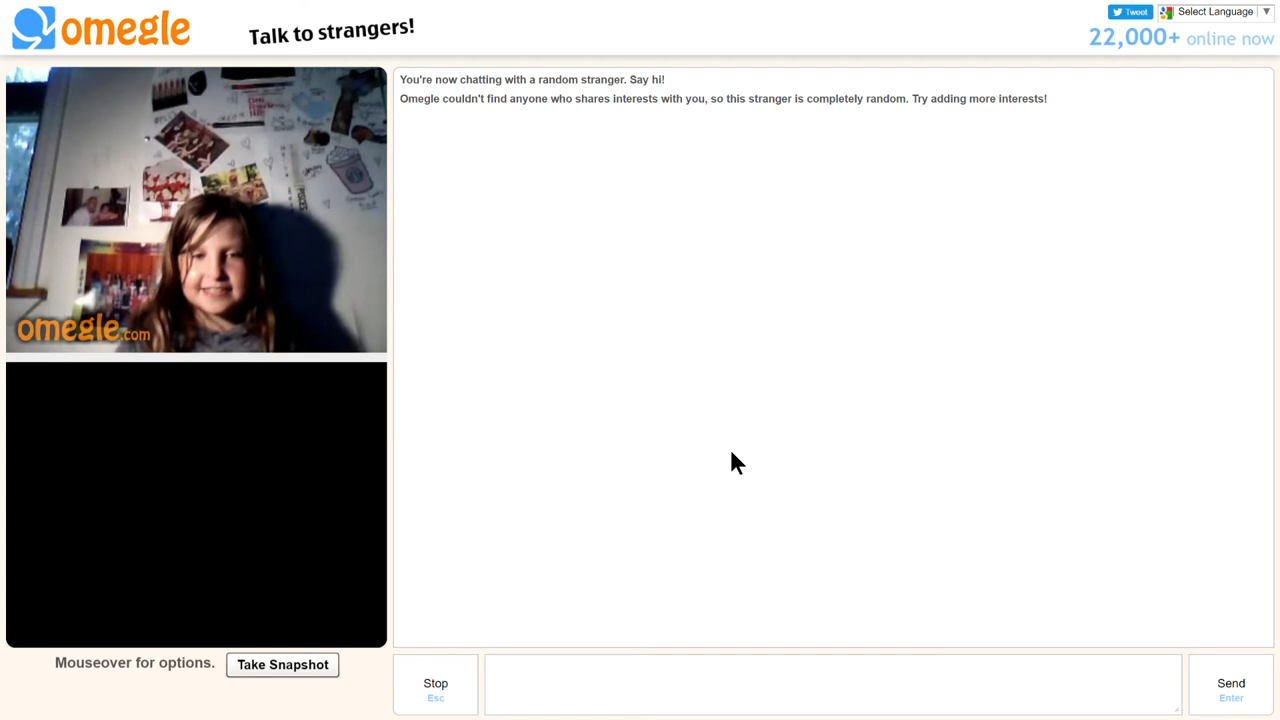 omegle
Talk to strangers!
Tweet
Select Language
22,000+ online now
You're now chatting with a random stranger. Say hi!
Omegle couldn't find anyone who shares interests with you, so this stranger is completely random. Try adding more interests!
omegle.com
Mouseover for options.
Take Snapshot
Stop
Esc
Send
Enter